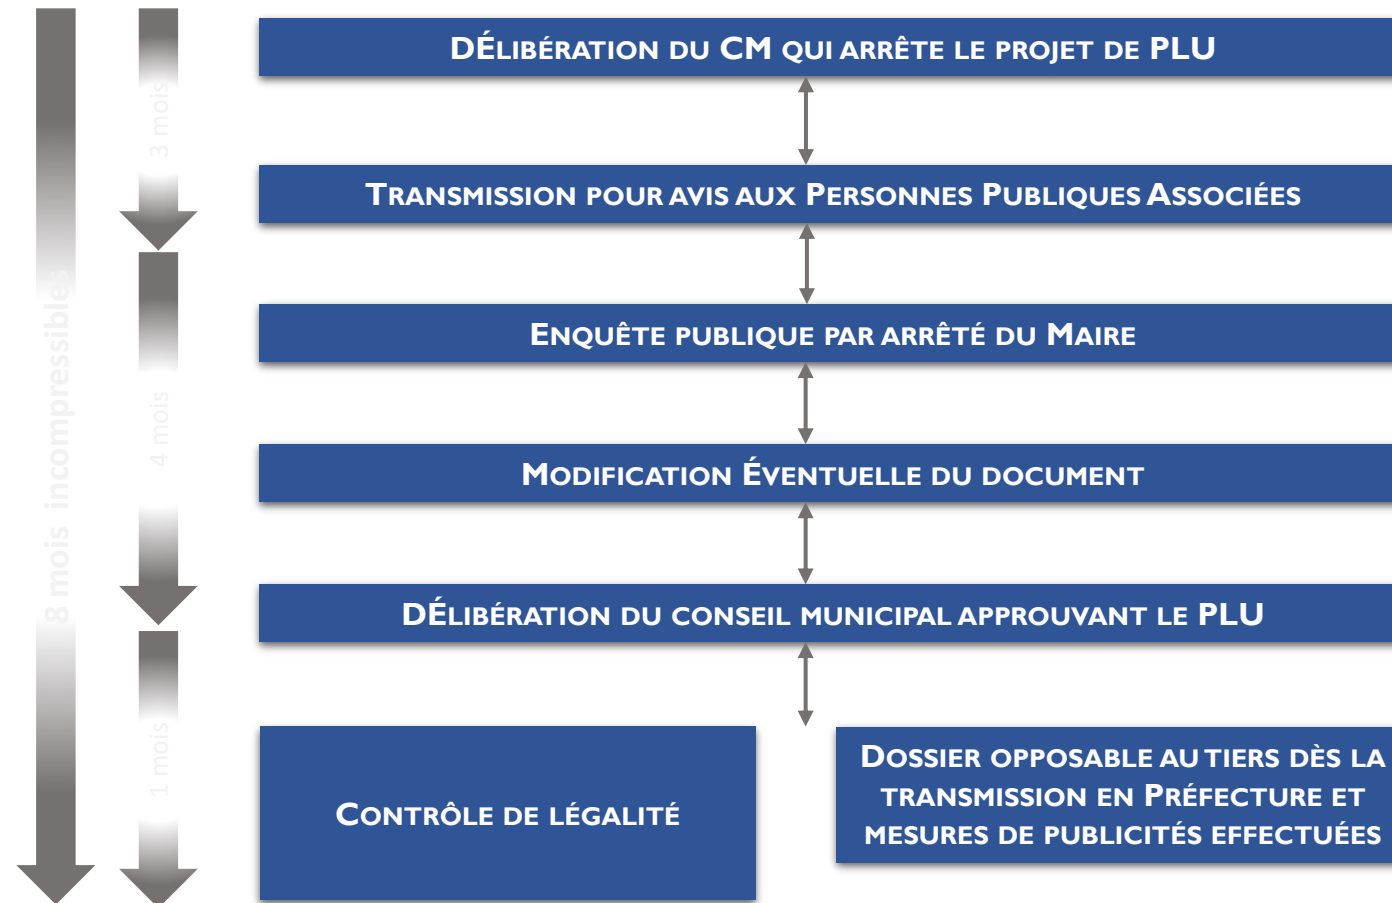 DÉLIBÉRATION DU CM QUI ARRÊTE LE PROJET DE PLU
3 mois
TRANSMISSION POUR AVIS AUX PERSONNES PUBLIQUES ASSOCIÉES
8 mois incompressibles
ENQUÊTE PUBLIQUE PAR ARRÊTÉ DU MAIRE
4 mois
MODIFICATION ÉVENTUELLE DU DOCUMENT
DÉLIBÉRATION DU CONSEIL MUNICIPAL APPROUVANT LE PLU
1 mois
CONTRÔLE DE LÉGALITÉ
DOSSIER OPPOSABLE AU TIERS DÈS LA
TRANSMISSION EN PRÉFECTURE ET
MESURES DE PUBLICITÉS EFFECTUÉES